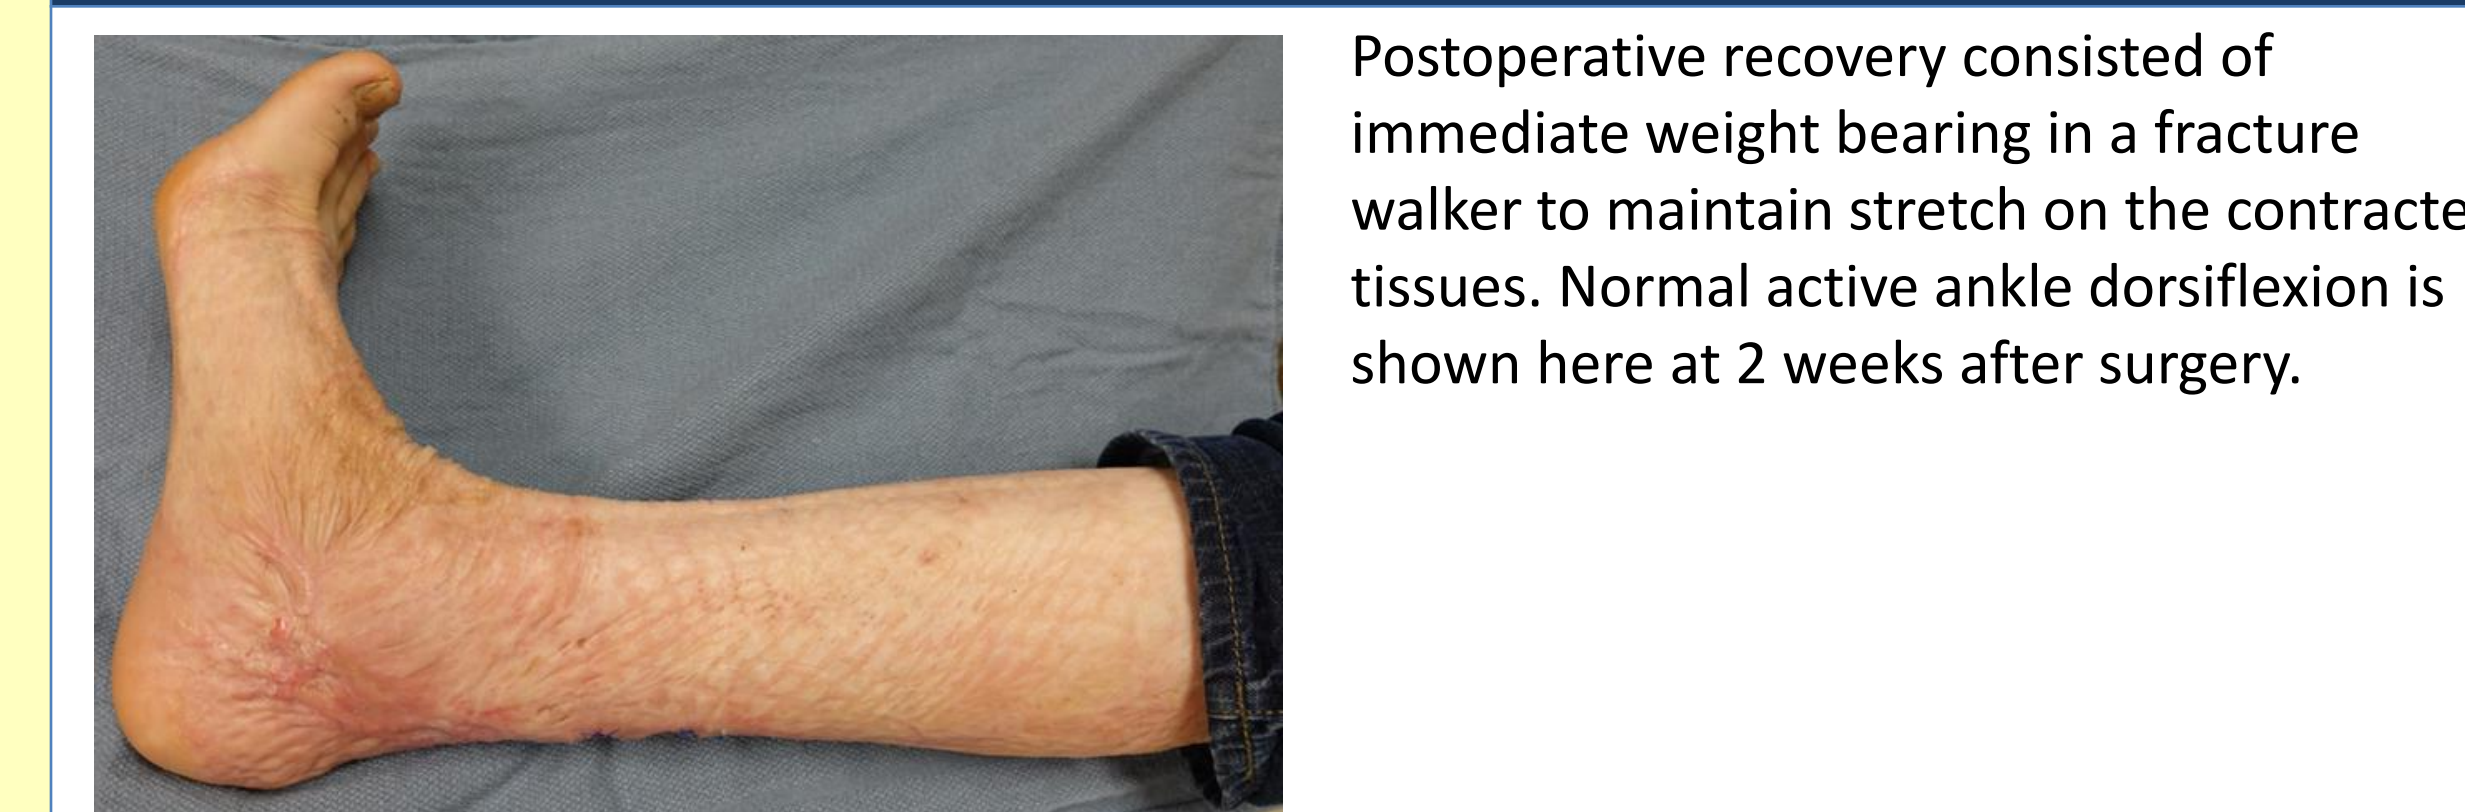 Postoperative recovery consisted of
immediate weight bearing in a fracture
walker to maintain stretch on the contracte
tissues. Normal active ankle dorsiflexion is
shown here at 2 weeks after surgery.